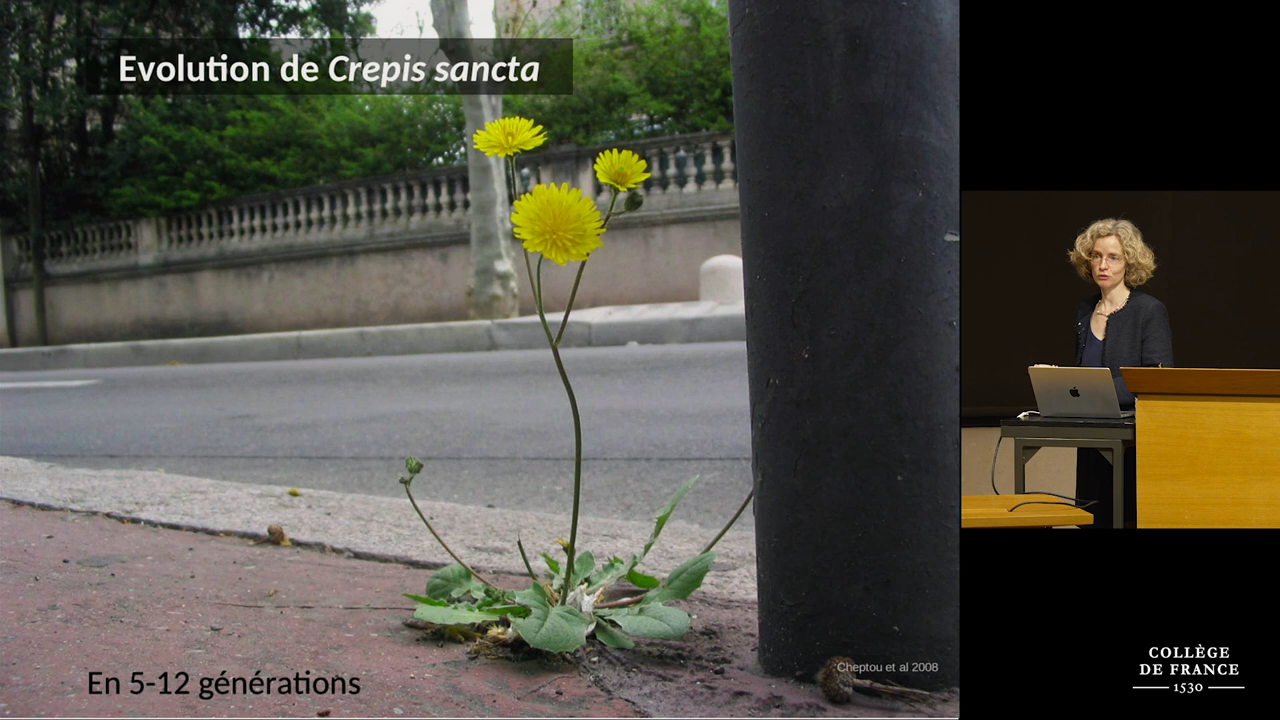 Evolution de Crepis sancta
Cheptou et al 2008
En 5-12 générations
COLLÈGE
DE FRANCE
1530